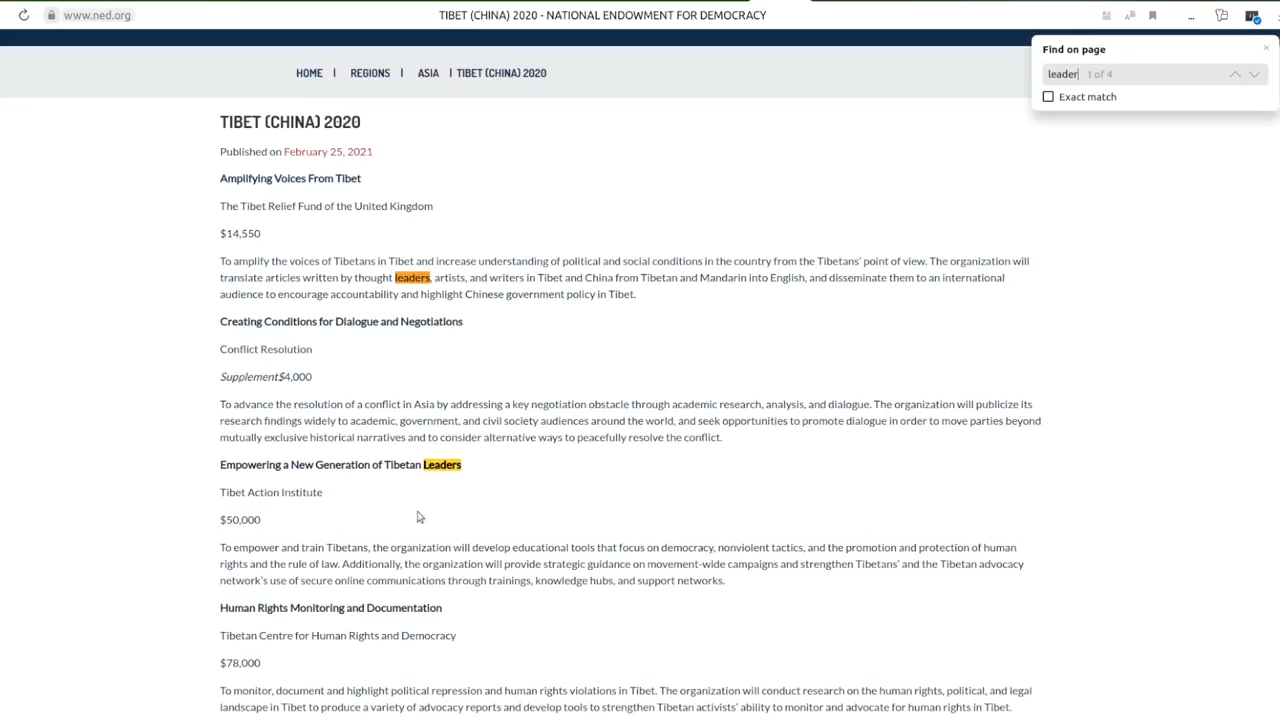 www.ned.org
TIBET (CHINA) 2020 - NATIONAL ENDOWMENT FOR DEMOCRACY
...
Find on page
leader 1 of 4
Exact match
HOME | REGIONS | ASIA | TIBET (CHINA) 2020
TIBET (CHINA) 2020
Published on February 25, 2021
Amplifying Voices From Tibet
The Tibet Relief Fund of the United Kingdom
$14,550
To amplify the voices of Tibetans in Tibet and increase understanding of political and social conditions in the country from the Tibetans' point of view. The organization will
translate articles written by thought leaders, artists, and writers in Tibet and China from Tibetan and Mandarin into English, and disseminate them to an international
audience to encourage accountability and highlight Chinese government policy in Tibet.
Creating Conditions for Dialogue and Negotiations
Conflict Resolution
Supplement$4,000
To advance the resolution of a conflict in Asia by addressing a key negotiation obstacle through academic research, analysis, and dialogue. The organization will publicize its
research findings widely to academic, government, and civil society audiences around the world, and seek opportunities to promote dialogue in order to move parties beyond
mutually exclusive historical narratives and to consider alternative ways to peacefully resolve the conflict.
Empowering a New Generation of Tibetan Leaders
Tibet Action Institute
$50,000
To empower and train Tibetans, the organization will develop educational tools that focus on democracy, nonviolent tactics, and the promotion and protection of human
rights and the rule of law. Additionally, the organization will provide strategic guidance on movement-wide campaigns and strengthen Tibetans' and the Tibetan advocacy
network's use of secure online communications through trainings, knowledge hubs, and support networks.
Human Rights Monitoring and Documentation
Tibetan Centre for Human Rights and Democracy
$78,000
To monitor, document and highlight political repression and human rights violations in Tibet. The organization will conduct research on the human rights, political, and legal
landscape in Tibet to produce a variety of advocacy reports and develop tools to strengthen Tibetan activists' ability to monitor and advocate for human rights in Tibet.